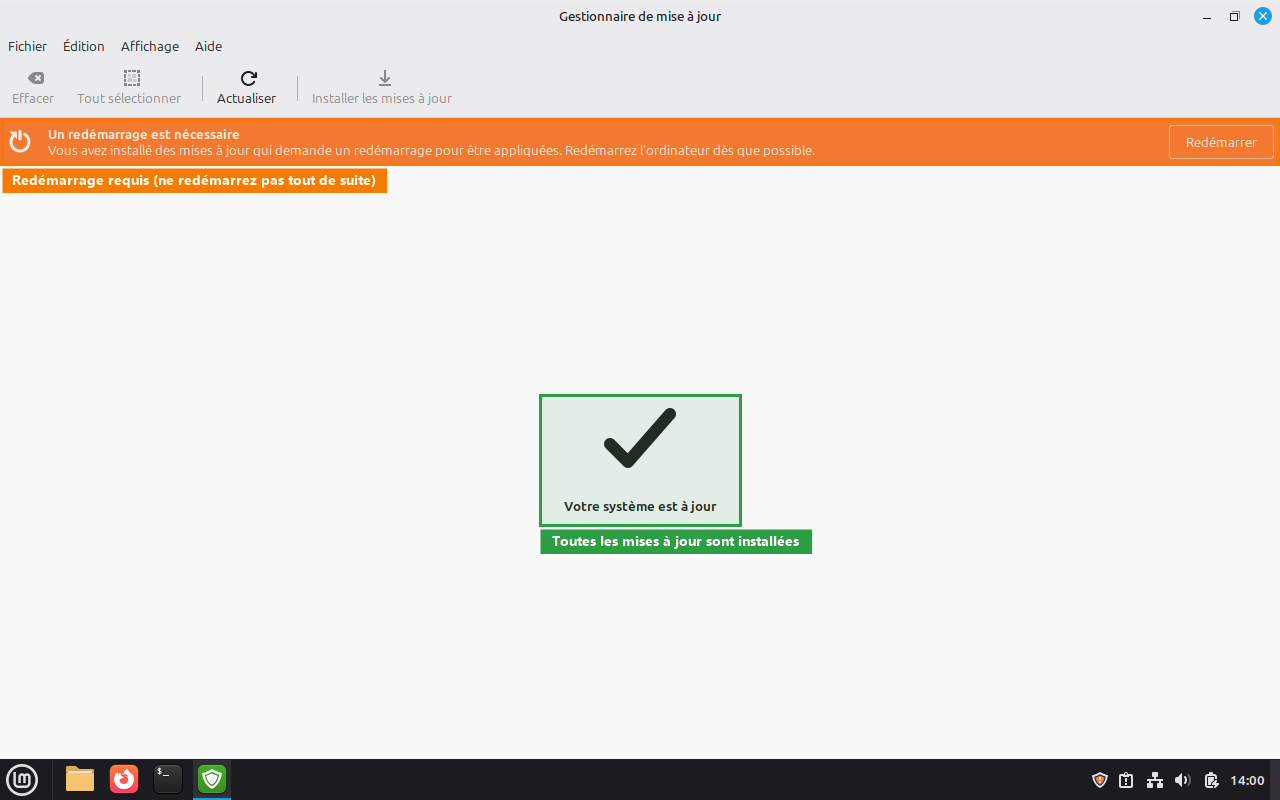 Gestionnaire de mise à jour
Fichier Édition Affichage Aide
Effacer Tout sélectionner Actualiser Installer les mises à jour
Un redémarrage est nécessaire
Vous avez installé des mises à jour qui demande un redémarrage pour être appliquées. Redémarrez l'ordinateur dès que possible.
Redémarrer
Redémarrage requis (ne redémarrez pas tout de suite)
Votre système est à jour
Toutes les mises à jour sont installées
lm
$_
14:00